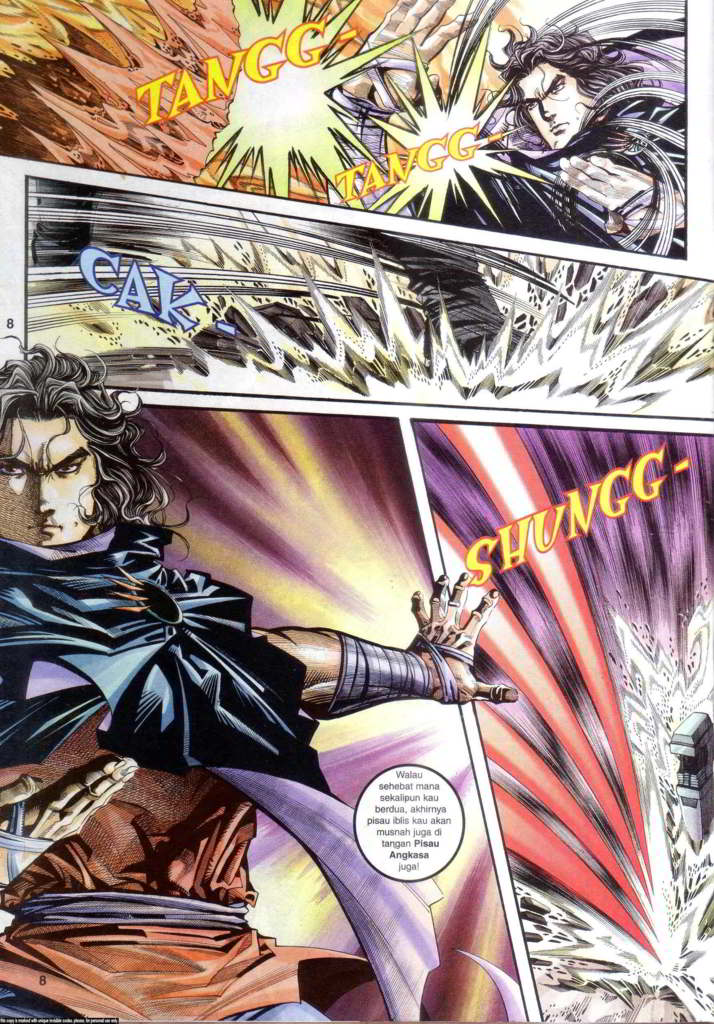 TANGG-
TANGG-
CAK-
8
SHUNGG-
Walau
sehebat mana
sekalipun kau
berdua, akhirnya
pisau iblis kau akan
musnah juga di
tangan Pisau
Angkasa
juga!
8